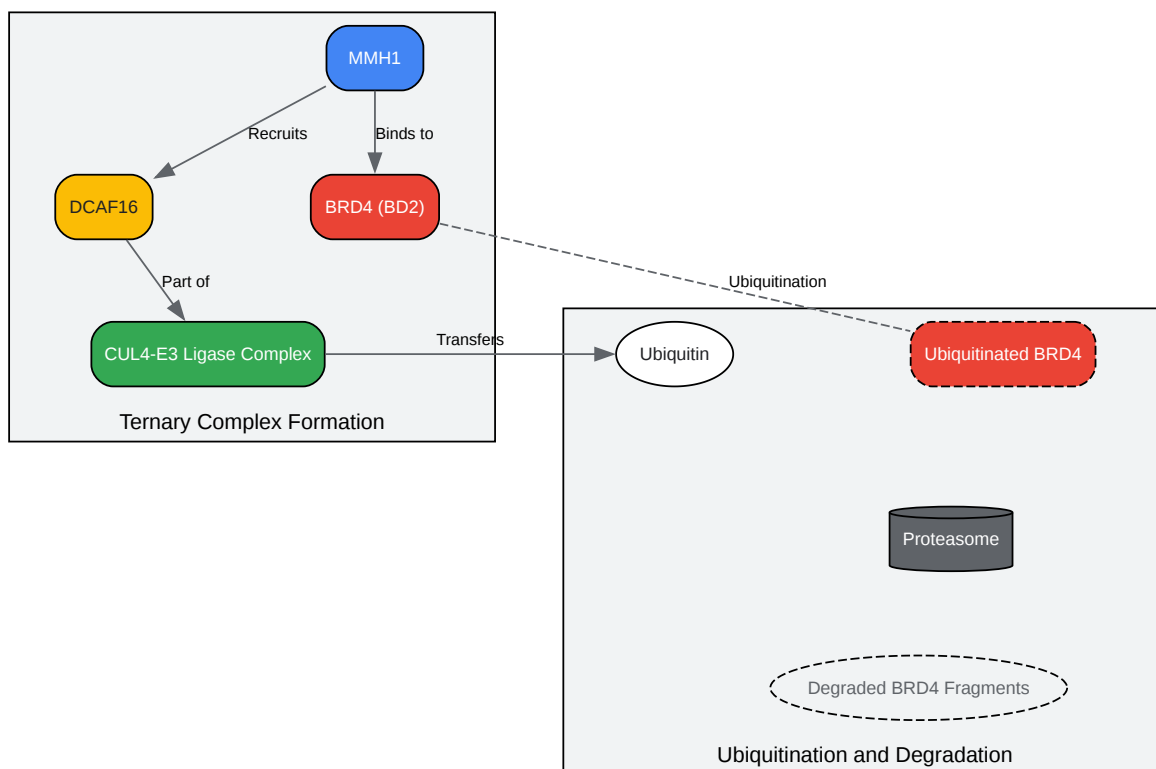 MMH1
Recruits
Binds to
DCAF16
BRD4 (BD2)
Part of
Ubiquitination
CUL4-E3 Ligase Complex
Transfers
Ubiquitin
Ubiquitinated BRD4
Ternary Complex Formation
Proteasome
Degraded BRD4 Fragments
Ubiquitination and Degradation